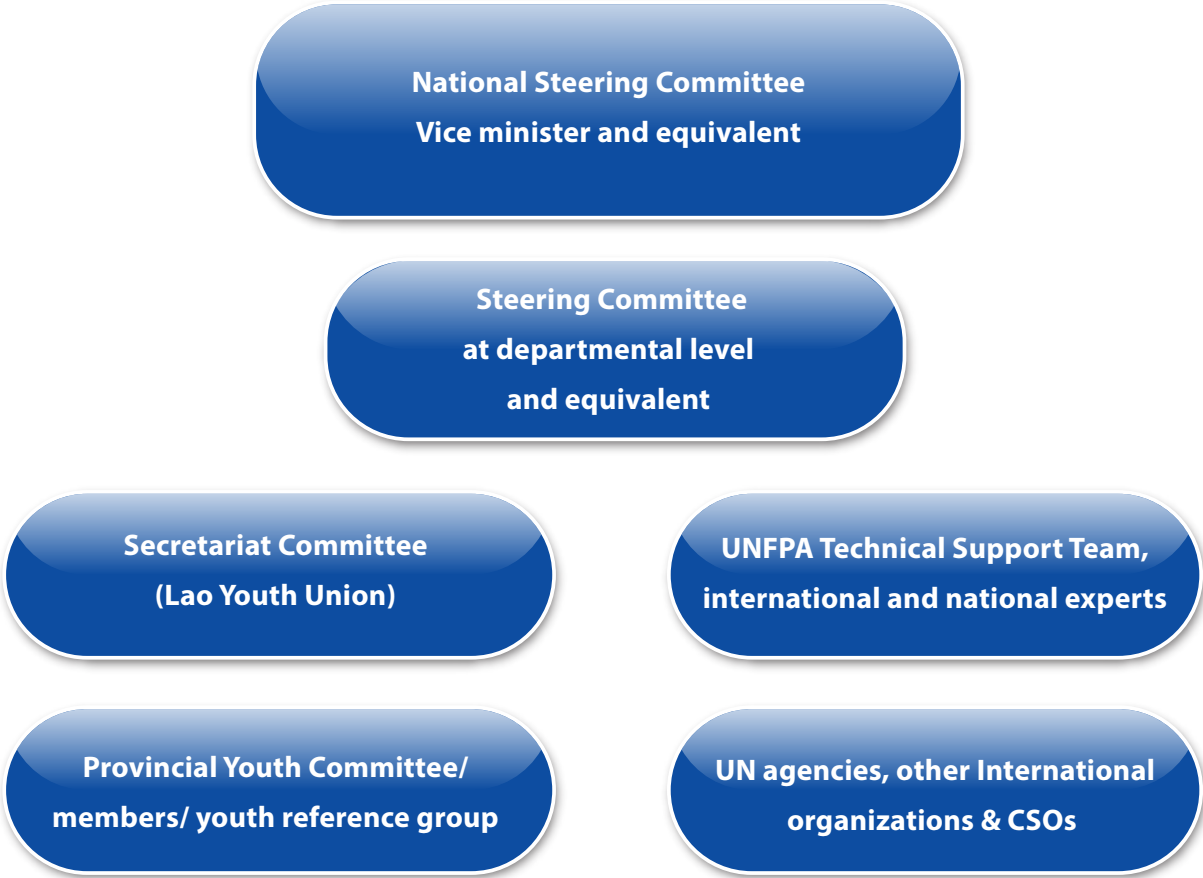 National Steering Committee
Vice minister and equivalent
Steering Committee
at departmental level
and equivalent
Secretariat Committee
(Lao Youth Union)
UNFPA Technical Support Team,
international and national experts
Provincial Youth Committee/
members/ youth reference group
UN agencies, other International
organizations & CSOs